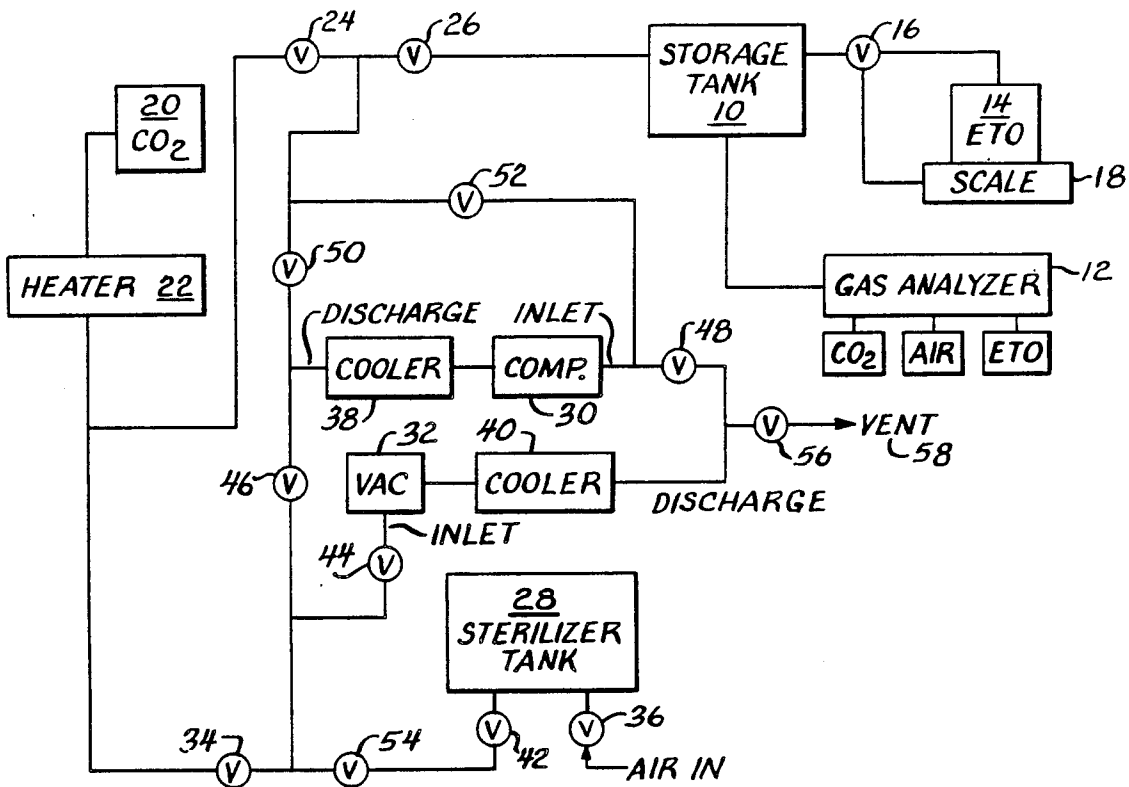 24
26
16
V
V
V
STORAGE
TANK
10
20
CO2
14
ETO
SCALE
18
52
V
50
V
HEATER 22
GAS ANALYZER
12
CO2
AIR
ETO
DISCHARGE
INLET
48
V
COOLER
COMP.
38
30
32
40
V
VENT
56
58
46
V
VAC
COOLER
DISCHARGE
INLET
44
V
28
STERILIZER
TANK
34
54
V
42
V
36
V
V
AIR IN